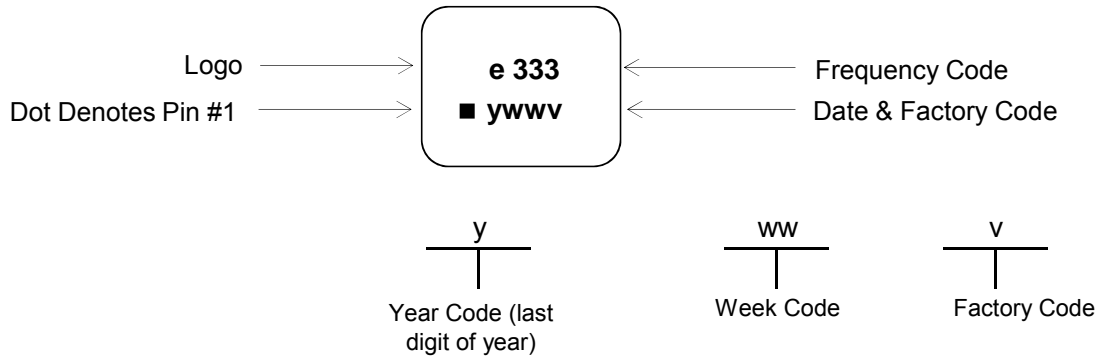 Logo
e 333
Frequency Code
Dot Denotes Pin #1
■ ywwv
Date & Factory Code
y
ww
v
Year Code (last
digit of year)
Week Code
Factory Code